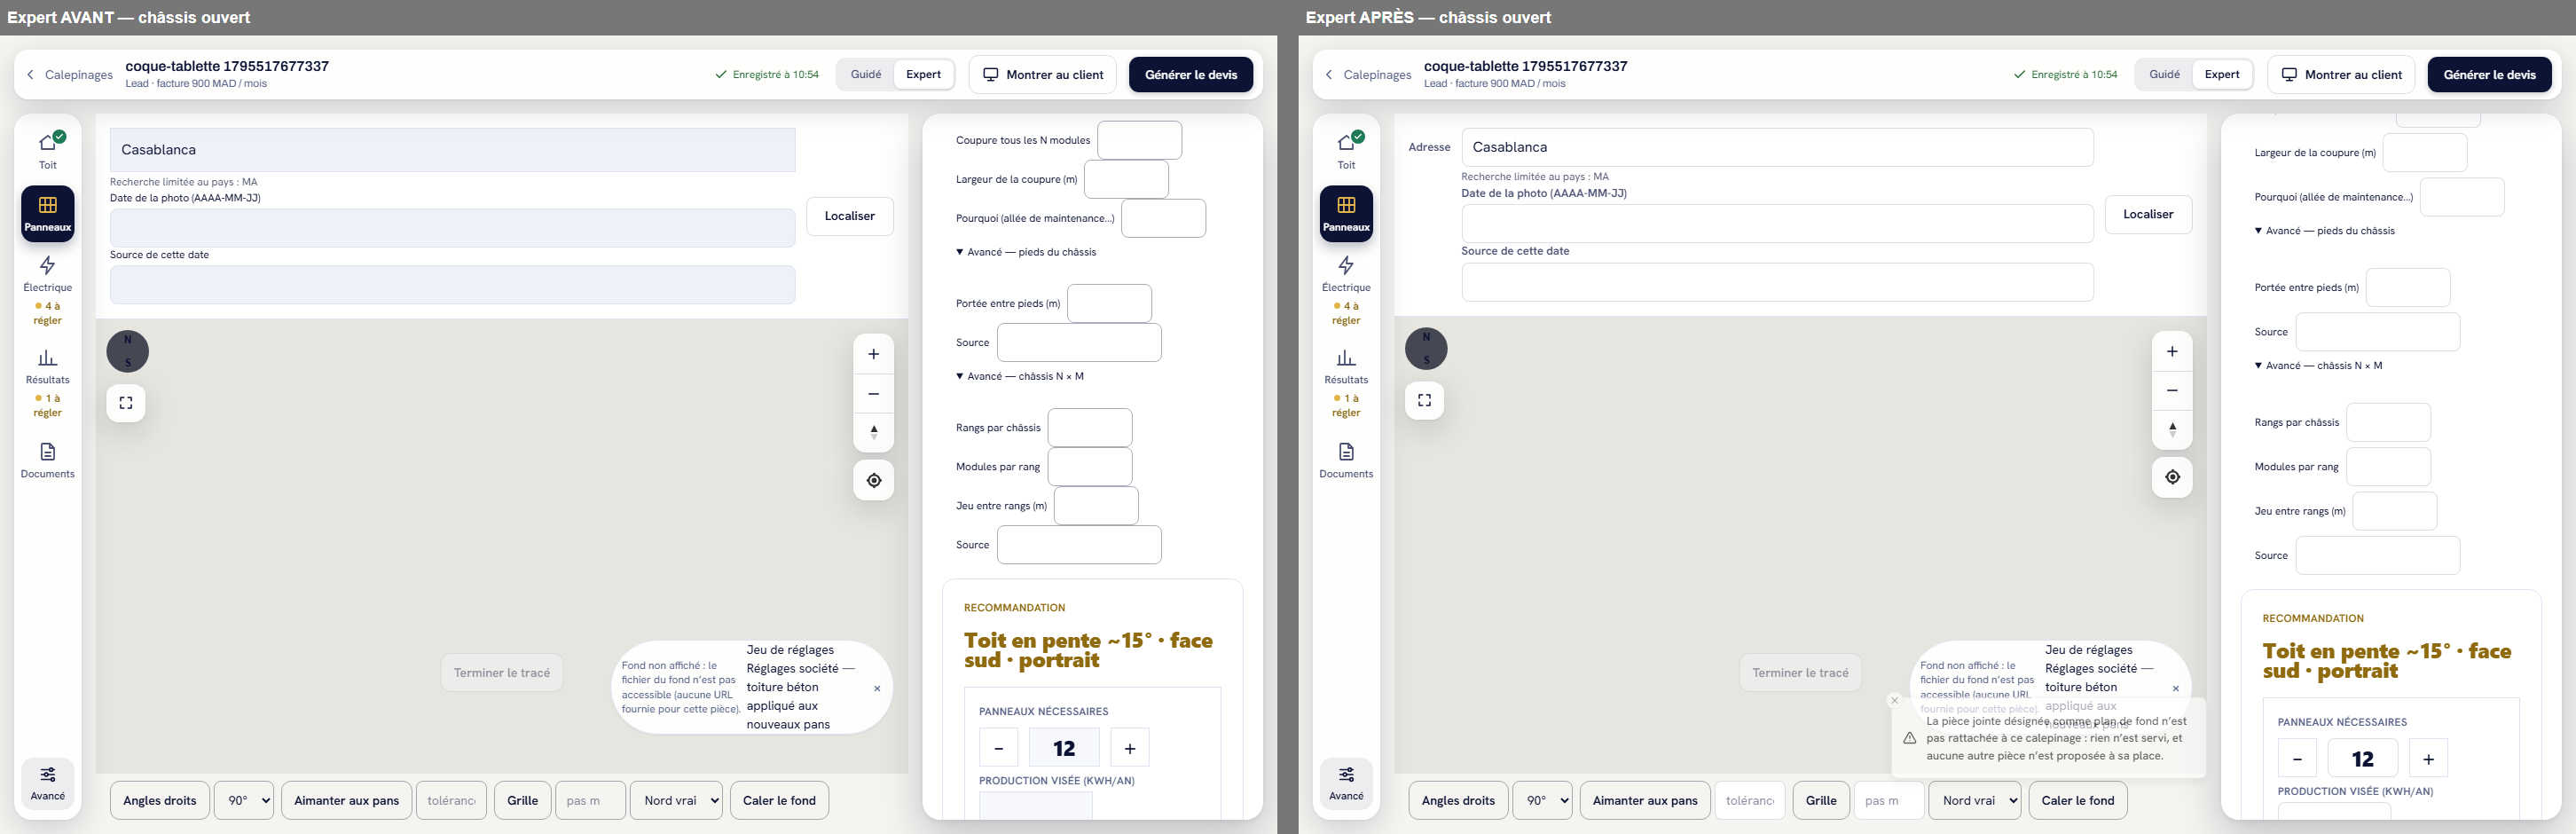 Expert AVANT — châssis ouvert
Calepinages
coque-tablette 1795517677337
Lead · facture 900 MAD / mois
Enregistré à 10:54
Guidé
Expert
Montrer au client
Générer le devis
Toit
Panneaux
Électrique
4 à
régler
Résultats
1 à
régler
Documents
Avancé
Casablanca
Recherche limitée au pays : MA
Date de la photo (AAAA-MM-JJ)
Source de cette date
Localiser
N
S
+
−
Terminer le tracé
Fond non affiché : le
fichier du fond n’est pas
accessible (aucune URL
fournie pour cette pièce).
Jeu de réglages
Réglages société —
toiture béton
appliqué aux
nouveaux pans
×
Angles droits
90°
Aimanter aux pans
toléranc
Grille
pas m
Nord vrai
Caler le fond
Coupure tous les N modules
Largeur de la coupure (m)
Pourquoi (allée de maintenance…)
▼ Avancé — pieds du châssis
Portée entre pieds (m)
Source
▼ Avancé — châssis N × M
Rangs par châssis
Modules par rang
Jeu entre rangs (m)
Source
RECOMMANDATION
Toit en pente ~15° · face
sud · portrait
PANNEAUX NÉCESSAIRES
− 12 +
PRODUCTION VISÉE (KWH/AN)
Expert APRÈS — châssis ouvert
Calepinages
coque-tablette 1795517677337
Lead · facture 900 MAD / mois
Enregistré à 10:54
Guidé
Expert
Montrer au client
Générer le devis
Toit
Panneaux
Électrique
4 à
régler
Résultats
1 à
régler
Documents
Avancé
Adresse
Casablanca
Recherche limitée au pays : MA
Date de la photo (AAAA-MM-JJ)
Source de cette date
Localiser
N
S
+
−
Terminer le tracé
Fond non affiché : le
fichier du fond n’est pas
accessible (aucune URL
fournie pour cette pièce).
Jeu de réglages
Réglages société —
toiture béton
appliqué aux
nouveaux pans
×
×
La pièce jointe désignée comme plan de fond n’est
pas rattachée à ce calepinage : rien n’est servi, et
aucune autre pièce n’est proposée à sa place.
Angles droits
90°
Aimanter aux pans
toléranc
Grille
pas m
Nord vrai
Caler le fond
Largeur de la coupure (m)
Pourquoi (allée de maintenance…)
▼ Avancé — pieds du châssis
Portée entre pieds (m)
Source
▼ Avancé — châssis N × M
Rangs par châssis
Modules par rang
Jeu entre rangs (m)
Source
RECOMMANDATION
Toit en pente ~15° · face
sud · portrait
PANNEAUX NÉCESSAIRES
− 12 +
PRODUCTION VISÉE (KWH/AN)